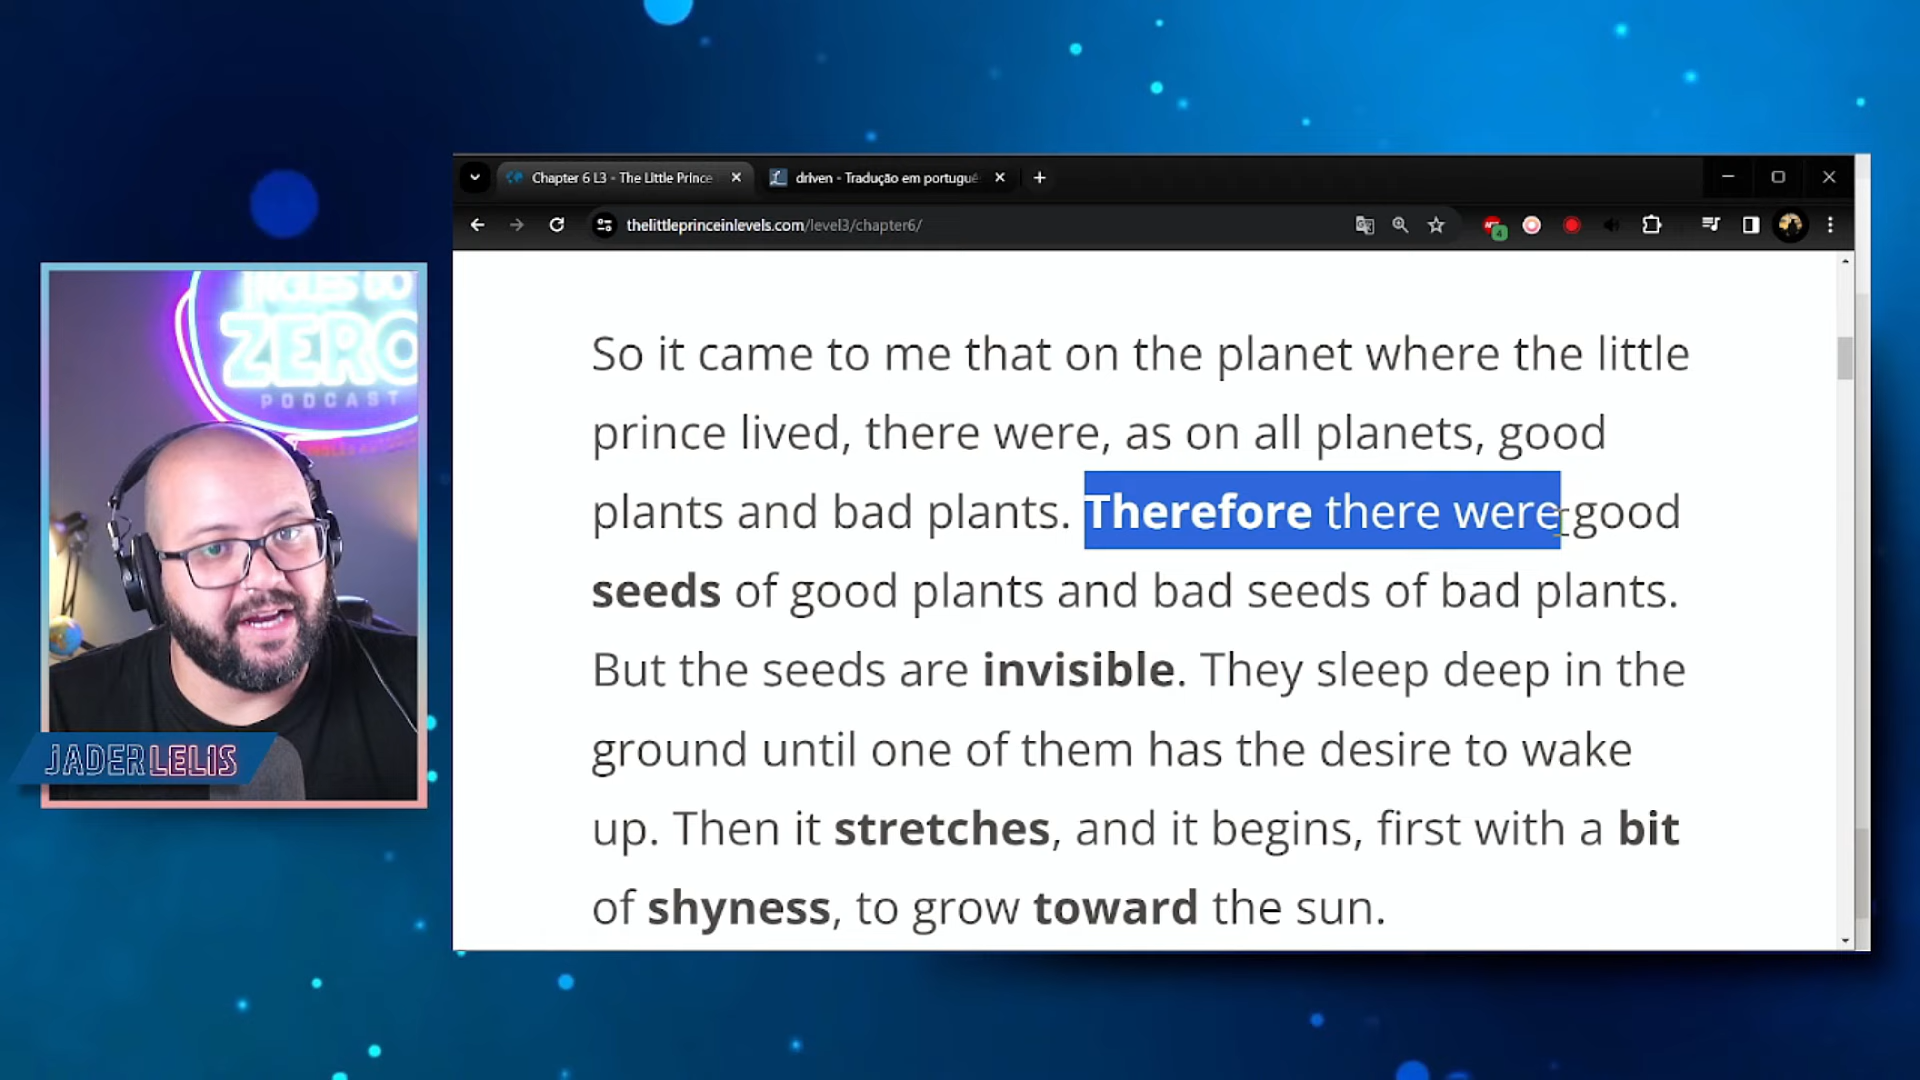 Chapter 6 L3 - The Little Prince
driven - Tradução em portugu
thelittleprinceinlevels.com/level3/chapter6/
4
ZERO
PODCAST
JADERLELIS
So it came to me that on the planet where the little
prince lived, there were, as on all planets, good
plants and bad plants. Therefore there were good
seeds of good plants and bad seeds of bad plants.
But the seeds are invisible. They sleep deep in the
ground until one of them has the desire to wake
up. Then it stretches, and it begins, first with a bit
of shyness, to grow toward the sun.